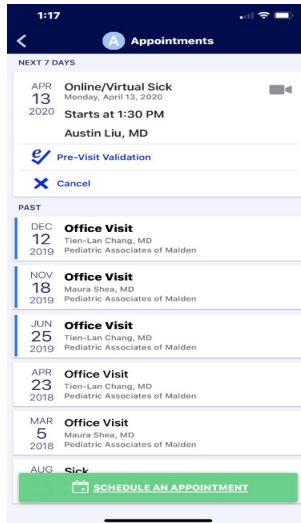 1:17
A Appointments
NEXT 7 DAYS
APR
13
2020
Online/Virtual Sick
Monday, April 13, 2020
Starts at 1:30 PM
Austin Liu, MD
Pre-Visit Validation
Cancel
PAST
DEC
12
2019
Office Visit
Tien-Lan Chang, MD
Pediatric Associates of Malden
NOV
18
2019
Office Visit
Maura Shea, MD
Pediatric Associates of Malden
JUN
25
2019
Office Visit
Tien-Lan Chang, MD
Pediatric Associates of Malden
APR
23
2018
Office Visit
Tien-Lan Chang, MD
Pediatric Associates of Malden
MAR
5
2018
Office Visit
Maura Shea, MD
Pediatric Associates of Malden
AUG
Sick
SCHEDULE AN APPOINTMENT